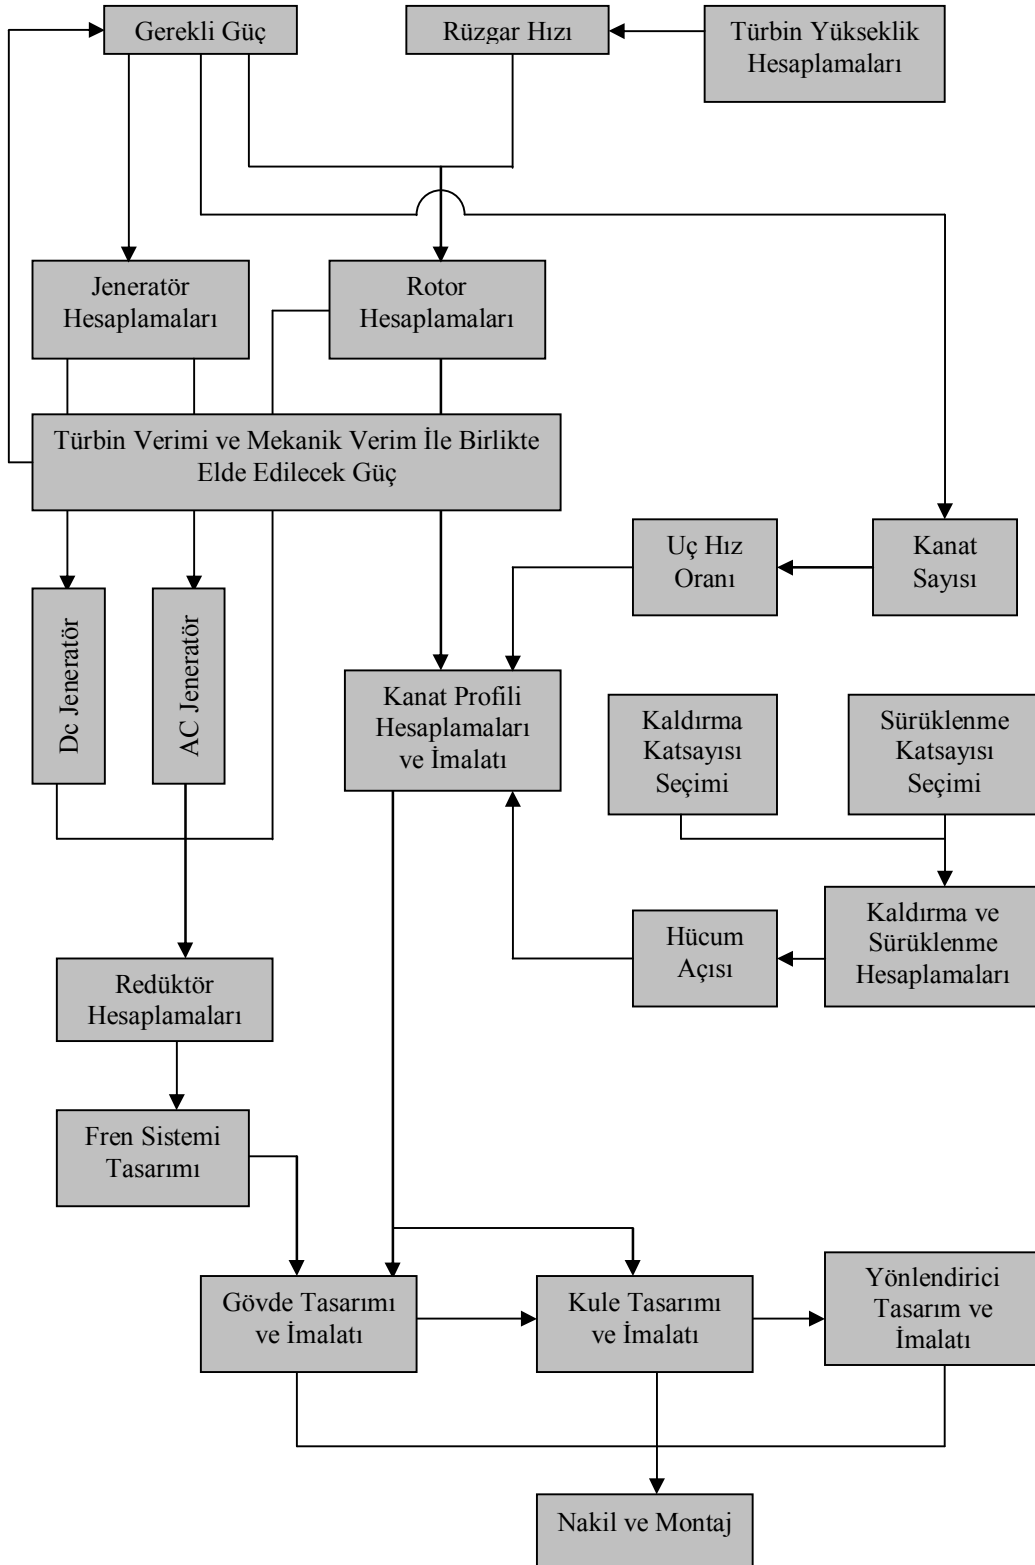 Gerekli Güç
Rüzgar Hızı
Türbin Yükseklik
Hesaplamaları
Jeneratör
Hesaplamaları
Rotor
Hesaplamaları
Türbin Verimi ve Mekanik Verim İle Birlikte
Elde Edilecek Güç
Uç Hız
Oranı
Kanat
Sayısı
Dc Jeneratör
AC Jeneratör
Kanat Profili
Hesaplamaları
ve İmalatı
Kaldırma
Katsayısı
Seçimi
Sürüklenme
Katsayısı
Seçimi
Hücum
Açısı
Kaldırma ve
Sürüklenme
Hesaplamaları
Redüktör
Hesaplamaları
Fren Sistemi
Tasarımı
Gövde Tasarımı
ve İmalatı
Kule Tasarımı
ve İmalatı
Yönlendirici
Tasarım ve
İmalatı
Nakil ve Montaj